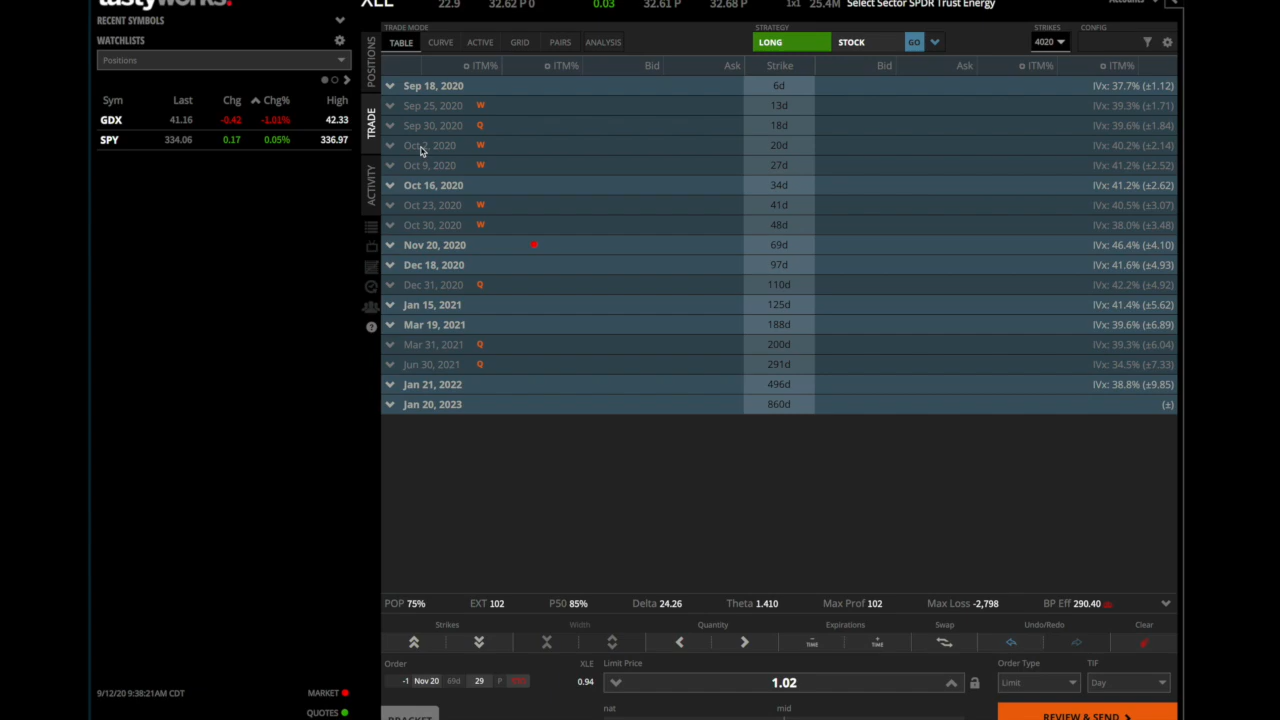 tastyworks.
RECENT SYMBOLS
WATCHLISTS
Positions
Sym Last Chg Chg% High
GDX 41.16 -0.42 -1.01% 42.33
SPY 334.06 0.17 0.05% 336.97
9/12/20 9:38:21AM CDT
MARKET
QUOTES
POSITIONS
TRADE
ACTIVITY
XLE 22.9 32.62 P 0 0.03 32.61 P 32.68 P 1x1 25.4M Select Sector SPDR Trust Energy Accounts
TRADE MODE STRATEGY STRIKES CONFIG
TABLE CURVE ACTIVE GRID PAIRS ANALYSIS LONG STOCK GO 4020
ITM% ITM% Bid Ask Strike Bid Ask ITM% ITM%
Sep 18, 2020 6d IVx: 37.7% (±1.12)
Sep 25, 2020 W 13d IVx: 39.3% (±1.71)
Sep 30, 2020 Q 18d IVx: 39.6% (±1.84)
Oct 2, 2020 W 20d IVx: 40.2% (±2.14)
Oct 9, 2020 W 27d IVx: 41.2% (±2.52)
Oct 16, 2020 34d IVx: 41.2% (±2.62)
Oct 23, 2020 W 41d IVx: 40.5% (±3.07)
Oct 30, 2020 W 48d IVx: 38.0% (±3.48)
Nov 20, 2020 69d IVx: 46.4% (±4.10)
Dec 18, 2020 97d IVx: 41.6% (±4.93)
Dec 31, 2020 Q 110d IVx: 42.2% (±4.92)
Jan 15, 2021 125d IVx: 41.4% (±5.62)
Mar 19, 2021 188d IVx: 39.6% (±6.89)
Mar 31, 2021 Q 200d IVx: 39.3% (±6.04)
Jun 30, 2021 Q 291d IVx: 34.5% (±7.33)
Jan 21, 2022 496d IVx: 38.8% (±9.85)
Jan 20, 2023 860d (±)
POP 75% EXT 102 P50 85% Delta 24.26 Theta 1.410 Max Prof 102 Max Loss -2,798 BP Eff 290.40
Strikes Width Quantity Expirations Swap Undo/Redo Clear
TIME TIME
Order XLE Limit Price Order Type TIF
-1 Nov 20 69d 29 P 0.94 1.02 Limit Day
nat mid
BRACKET REVIEW & SEND